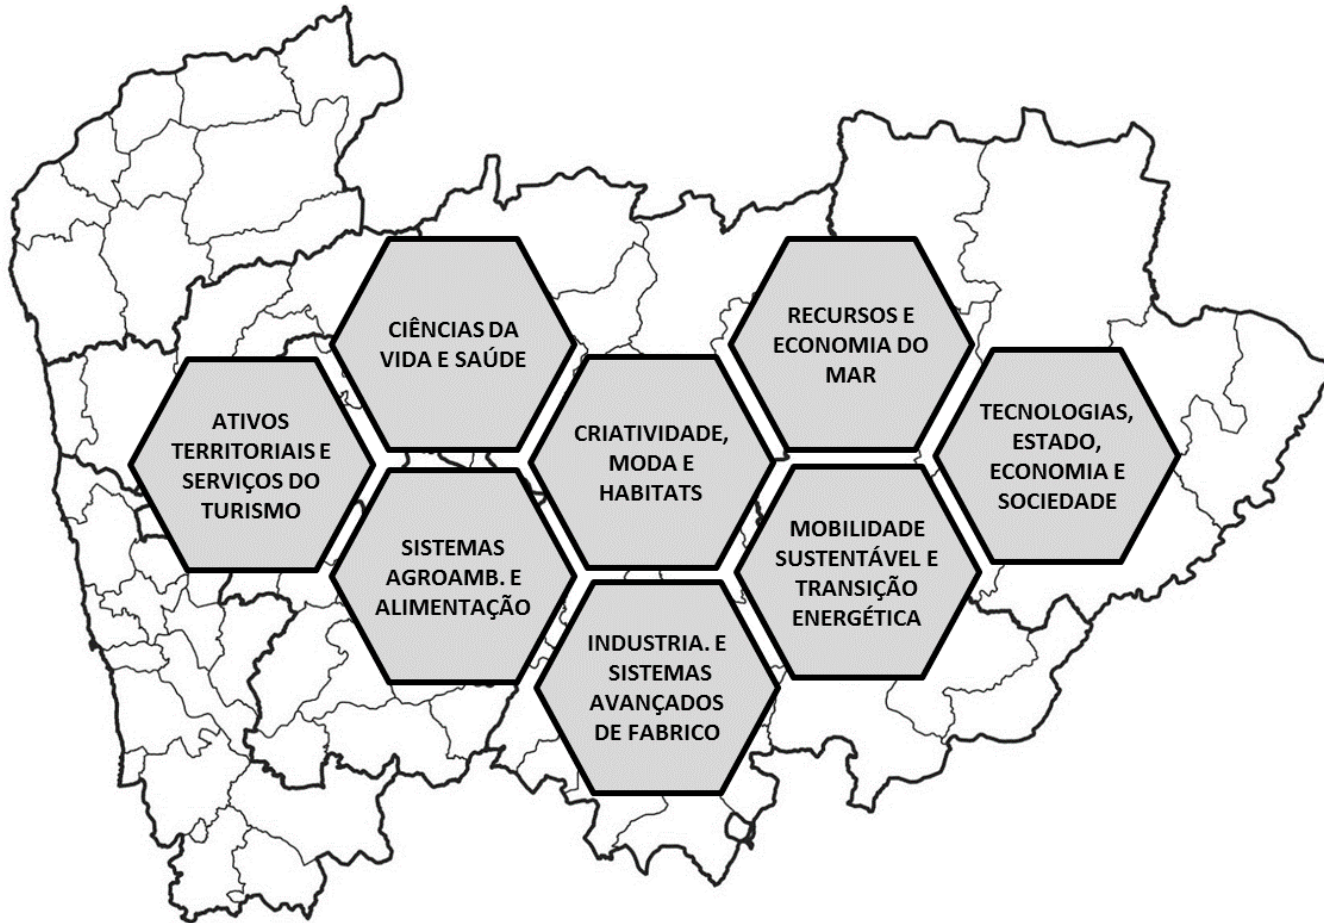 CIÊNCIAS DA
VIDA E SAÚDE
RECURSOS E
ECONOMIA DO
MAR
ATIVOS
TERRITORIAIS E
SERVIÇOS DO
TURISMO
CRIATIVIDADE,
MODA E
HABITATS
TECNOLOGIAS,
ESTADO,
ECONOMIA E
SOCIEDADE
SISTEMAS
AGROAMB. E
ALIMENTAÇÃO
MOBILIDADE
SUSTENTÁVEL E
TRANSIÇÃO
ENERGÉTICA
INDUSTRIA. E
SISTEMAS
AVANÇADOS
DE FABRICO